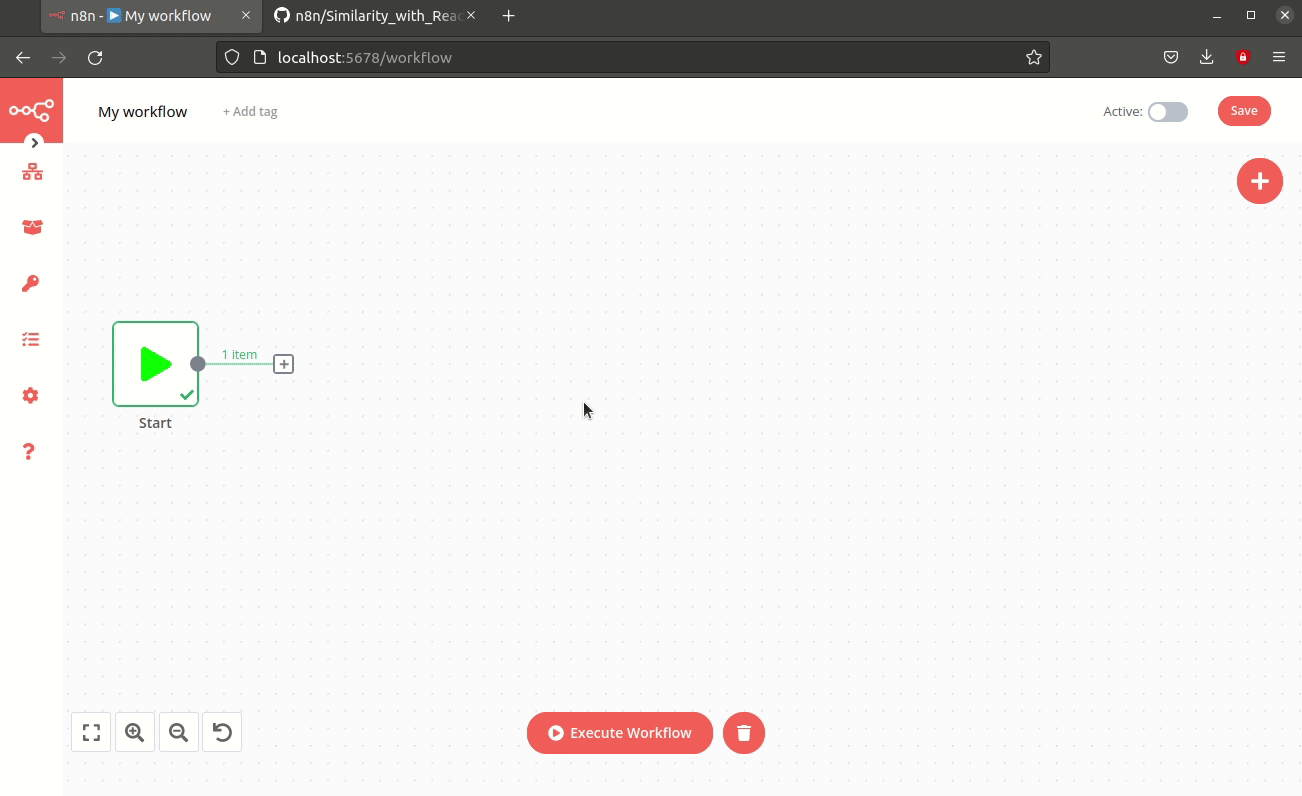 n8n - ▶ My workflow
n8n/Similarity_with_Reac
localhost:5678/workflow
My workflow
+ Add tag
Active:
Save
1 item
Start
Execute Workflow